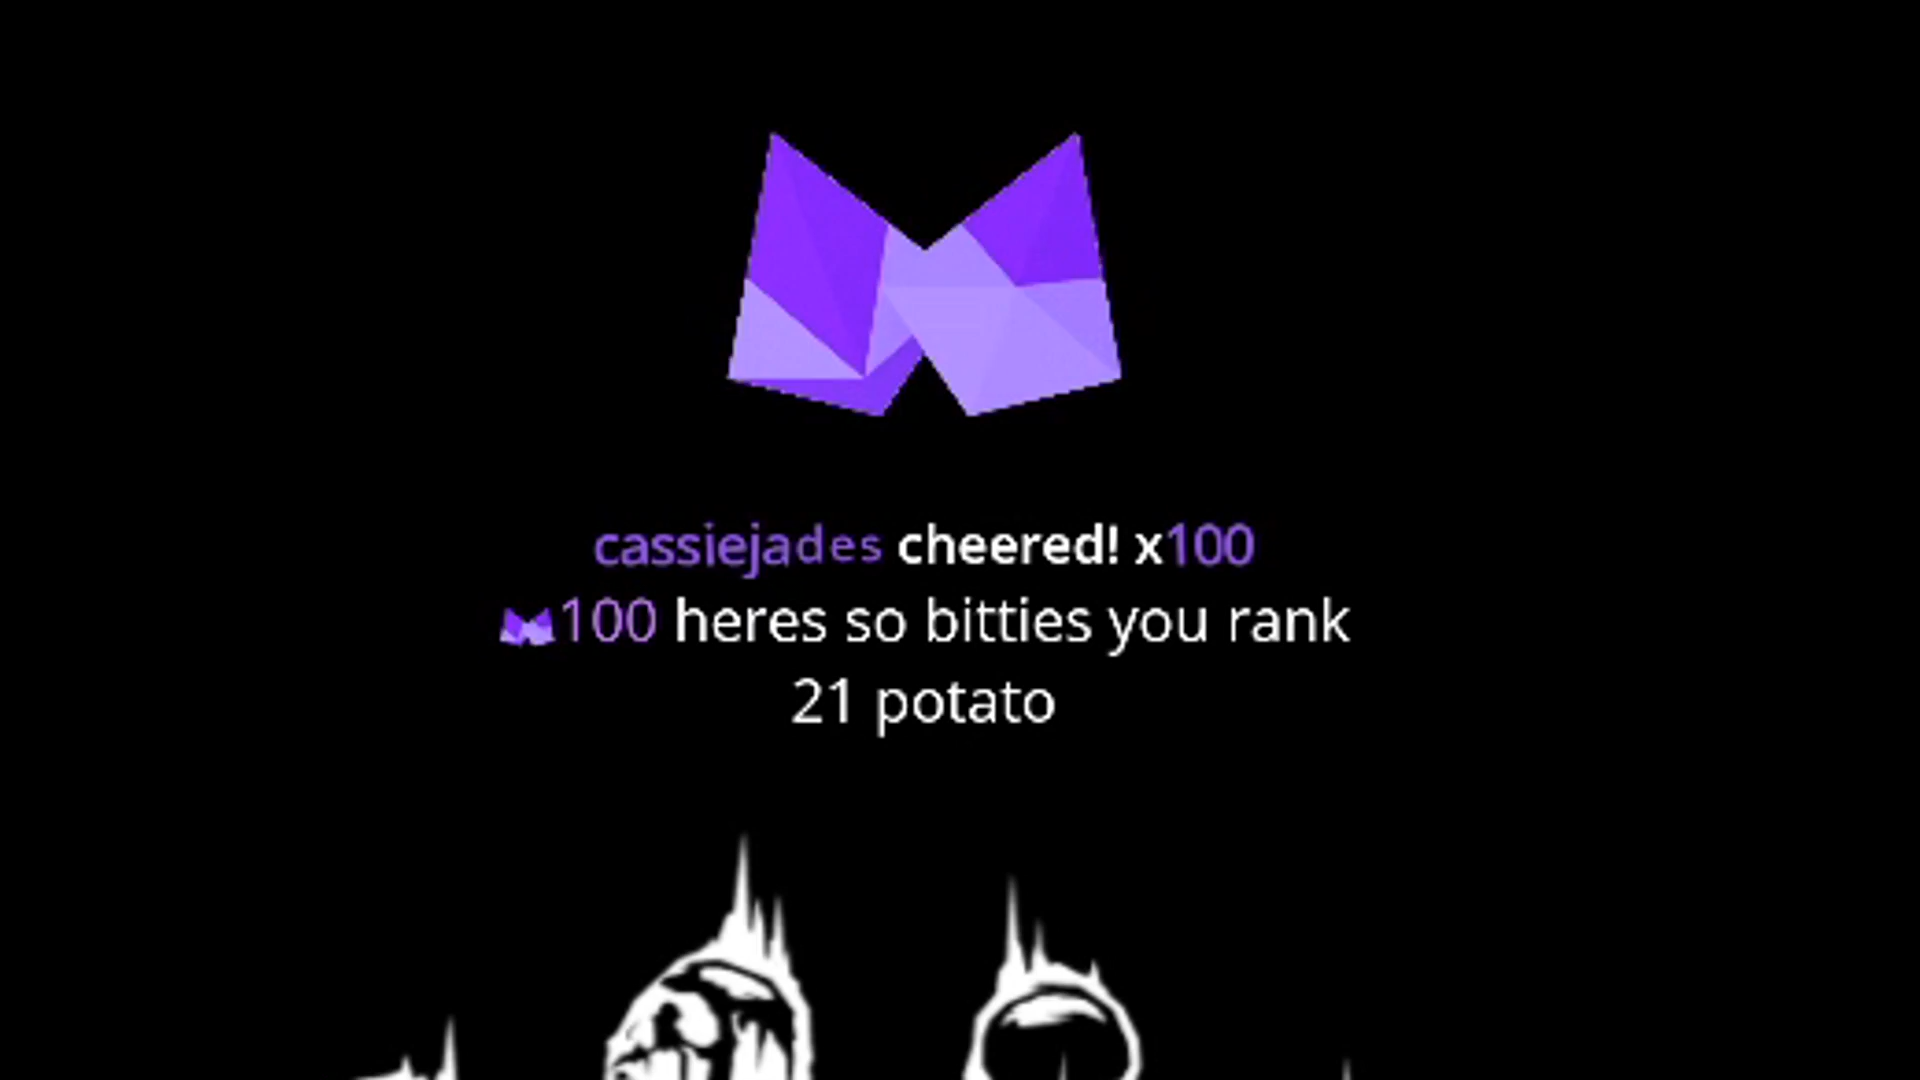 cassiejades cheered! x100
100 heres so bitties you rank
21 potato